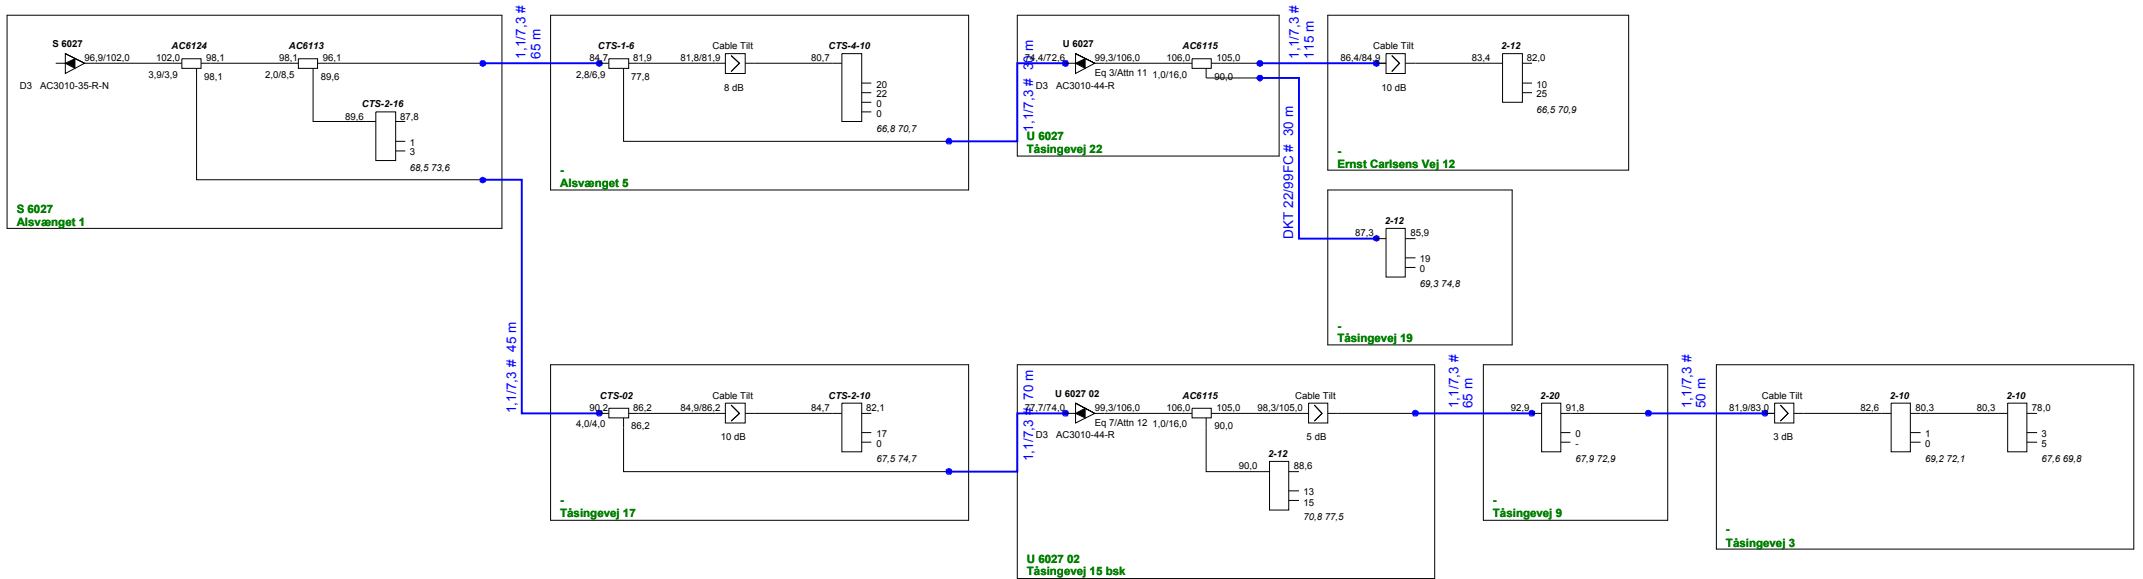 S 6027
96,9/102,0
D3 AC3010-35-R-N
AC6124
102,0
98,1
3,9/3,9
98,1
AC6113
98,1
96,1
2,0/8,5
89,6
CTS-2-16
89,6
87,8
1
3
68,5 73,6
S 6027
Alsvænget 1
1,1/7,3 #
65 m
CTS-1-6
84,7
81,9
2,8/6,9
77,8
Cable Tilt
81,8/81,9
8 dB
CTS-4-10
80,7
20
22
0
0
66,8 70,7
-
Alsvænget 5
1,1/7,3 # 30 m
U 6027
74,4/72,6
99,3/106,0
Eq 3/Attn 11
D3 AC3010-44-R
AC6115
106,0
105,0
1,0/16,0
90,0
U 6027
Tåsingevej 22
1,1/7,3 #
115 m
Cable Tilt
86,4/84,9
10 dB
2-12
83,4
82,0
10
25
66,5 70,9
-
Ernst Carlsens Vej 12
DKT 22/99FC # 30 m
2-12
87,3
85,9
19
0
69,3 74,8
-
Tåsingevej 19
1,1/7,3 # 45 m
CTS-02
90,2
86,2
4,0/4,0
86,2
Cable Tilt
84,9/86,2
10 dB
CTS-2-10
84,7
82,1
17
0
67,5 74,7
-
Tåsingevej 17
1,1/7,3 # 70 m
U 6027 02
77,7/74,0
99,3/106,0
Eq 7/Attn 12
D3 AC3010-44-R
AC6115
106,0
105,0
1,0/16,0
90,0
Cable Tilt
98,3/105,0
5 dB
2-12
90,0
88,6
13
15
70,8 77,5
U 6027 02
Tåsingevej 15 bsk
1,1/7,3 #
65 m
2-20
92,9
91,8
0
-
67,9 72,9
-
Tåsingevej 9
1,1/7,3 #
50 m
Cable Tilt
81,9/83,0
3 dB
2-10
82,6
80,3
1
0
69,2 72,1
2-10
80,3
78,0
3
5
67,6 69,8
-
Tåsingevej 3